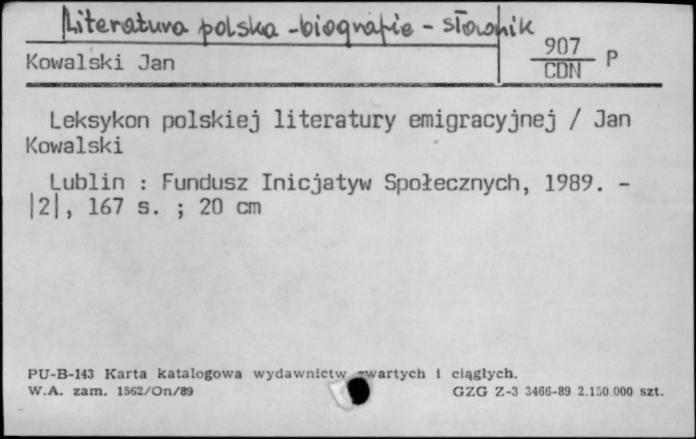 Literatura polska - biografie - słownik
Kowalski Jan
907 P
CDN
Leksykon polskiej literatury emigracyjnej / Jan
Kowalski
Lublin : Fundusz Inicjatyw Społecznych, 1989. -
|2|, 167 s. ; 20 cm
PU-B-143 Karta katalogowa wydawnictw zwartych i ciągłych.
W.A. zam. 1562/On/89
GZG Z-3 3466-89 2.150.000 szt.